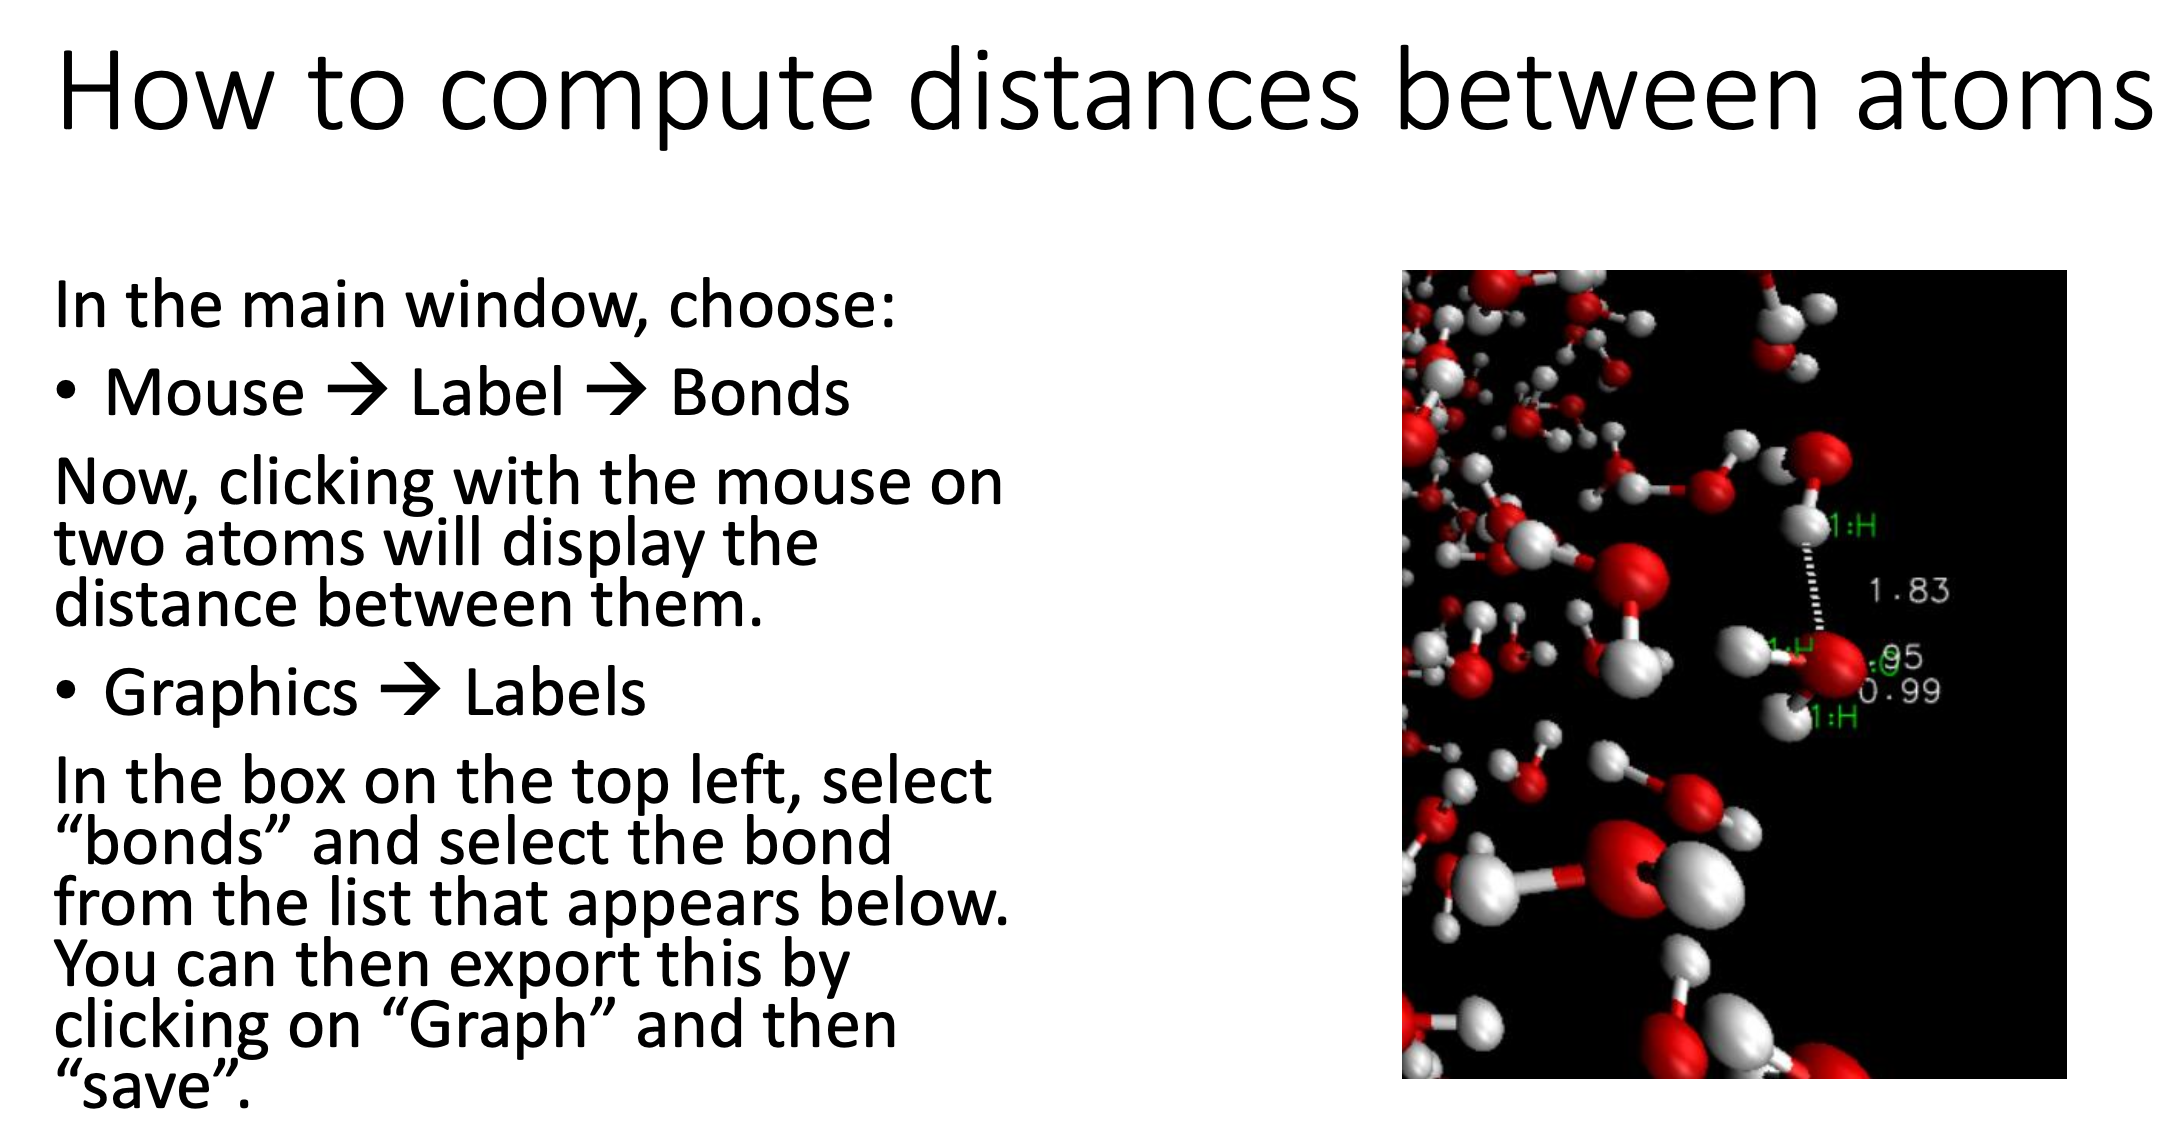 How to compute distances between atoms
In the main window, choose:
• Mouse → Label → Bonds
Now, clicking with the mouse on
two atoms will display the
distance between them.
• Graphics → Labels
In the box on the top left, select
“bonds” and select the bond
from the list that appears below.
You can then export this by
clicking on “Graph” and then
“save”.
1:H
1.83
1:H
:O
.95
0.99
1:H